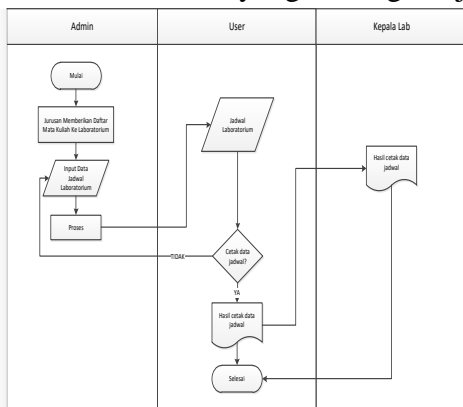 Admin
User
Kepala Lab
Mulai
Jurusan Memberikan Daftar
Mata Kuliah Ke Laboratorium
Input Data
Jadwal
Laboratorium
Proses
Jadwal
Laboratorium
Cetak data
jadwal?
TIDAK
YA
Hasil cetak data
jadwal
Selesai
Hasil cetak data
jadwal